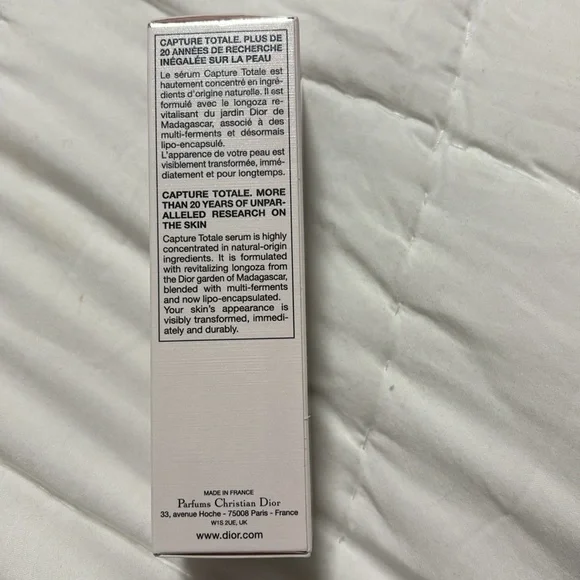 CAPTURE TOTALE. PLUS DE
20 ANNÉES DE RECHERCHE
INÉGALÉE SUR LA PEAU
Le sérum Capture Totale est
hautement concentré en ingré-
dients d'origine naturelle. Il est
formulé avec le longoza re-
vitalisant du jardin Dior de
Madagascar, associé à des
multi-ferments et désormais
lipo-encapsulé.
L'apparence de votre peau est
visiblement transformée, immé-
diatement et pour longtemps.
CAPTURE TOTALE. MORE
THAN 20 YEARS OF UNPAR-
ALLELED RESEARCH ON
THE SKIN
Capture Totale serum is highly
concentrated in natural-origin
ingredients. It is formulated
with revitalizing longoza from
the Dior garden of Madagascar,
blended with multi-ferments
and now lipo-encapsulated.
Your skin's appearance is
visibly transformed, immedi-
ately and durably.
MADE IN FRANCE
Parfums Christian Dior
33, avenue Hoche - 75008 Paris - France
W1S 2UE, UK
www.dior.com